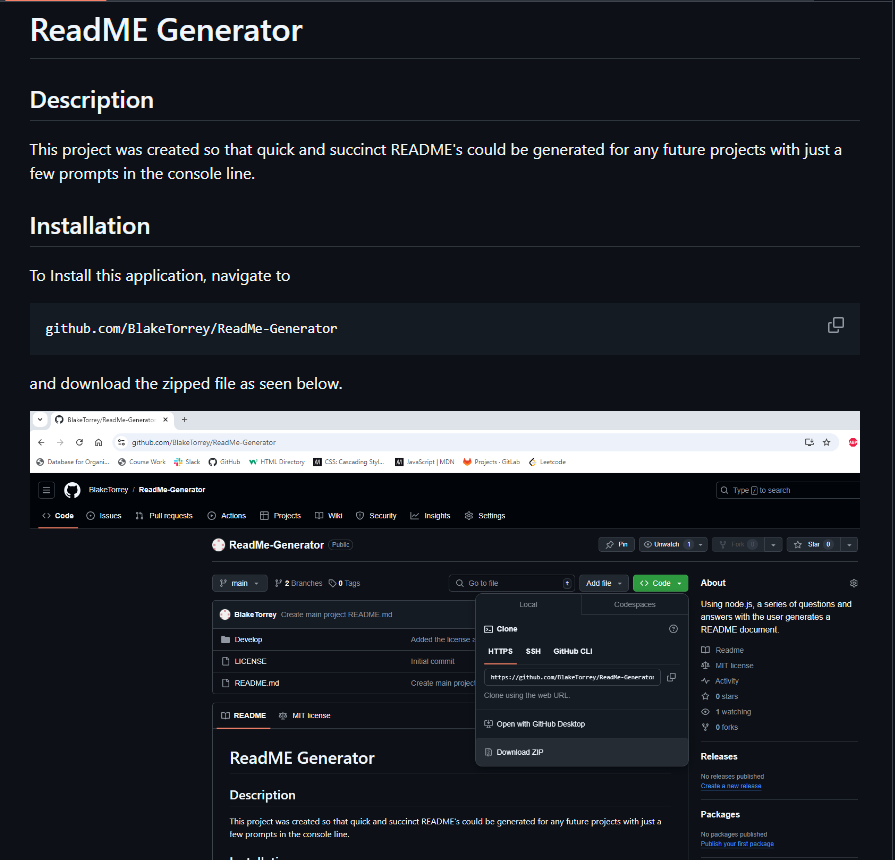 ReadME Generator
Description
This project was created so that quick and succinct README's could be generated for any future projects with just a
few prompts in the console line.
Installation
To Install this application, navigate to
github.com/BlakeTorrey/ReadMe-Generator
and download the zipped file as seen below.
BlakeTorrey/ReadMe-Generator
github.com/BlakeTorrey/ReadMe-Generator
Database for Organi... Course Work Slack GitHub HTML Directory CSS: Cascading Styl... JavaScript | MDN Projects · GitLab Leetcode
BlakeTorrey / ReadMe-Generator Type / to search
Code Issues Pull requests Actions Projects Wiki Security Insights Settings
ReadMe-Generator Public Pin Unwatch 1 Fork 0 Star 0
main 2 Branches 0 Tags Go to file t Add file Code About
Local Codespaces
Using node js, a series of questions and
answers with the user generates a
README document.
BlakeTorrey Create main project README.md
Clone
Develop Added the license a
HTTPS SSH GitHub CLI
Readme
LICENSE Initial commit
MIT license
https://github.com/BlakeTorrey/ReadMe-Generator
Activity
README.md Create main project
Clone using the web URL.
0 stars
1 watching
README MIT license
Open with GitHub Desktop
0 forks
Download ZIP
Releases
ReadME Generator
No releases published
Create a new release
Description
Packages
This project was created so that quick and succinct README's could be generated for any future projects with just a
few prompts in the console line.
No packages published
Publish your first package